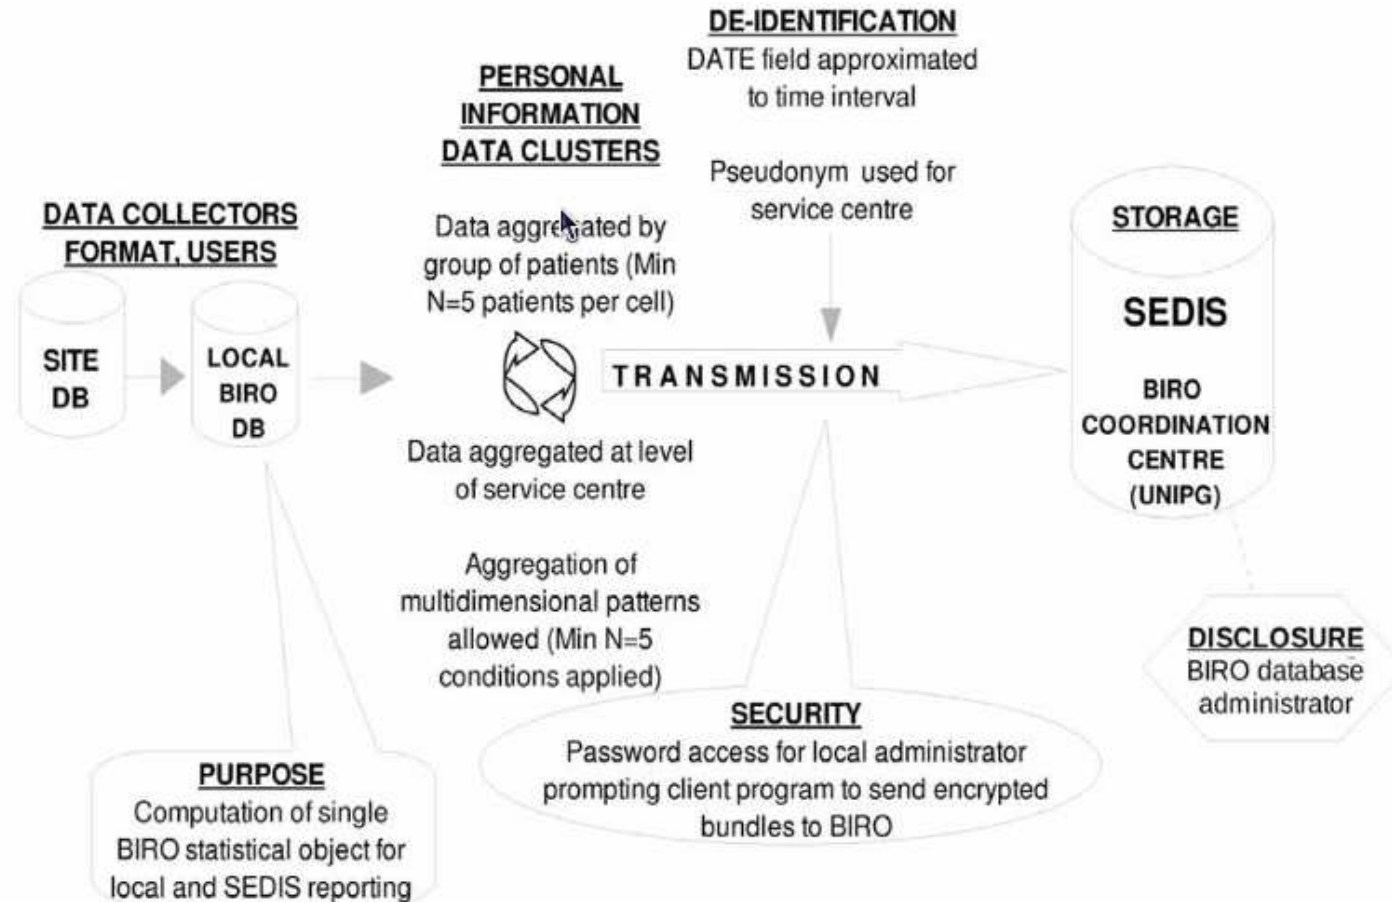 DE-IDENTIFICATION
DATE field approximated
to time interval
Pseudonym used for
service centre
PERSONAL
INFORMATION
DATA CLUSTERS
Data aggregated by
group of patients (Min
N=5 patients per cell)
DATA COLLECTORS
FORMAT, USERS
SITE
DB
LOCAL
BIRO
DB
TRANSMISSION
STORAGE
SEDIS
BIRO
COORDINATION
CENTRE
(UNIPG)
Data aggregated at level
of service centre
Aggregation of
multidimensional patterns
allowed (Min N=5
conditions applied)
DISCLOSURE
BIRO database
administrator
SECURITY
Password access for local administrator
prompting client program to send encrypted
bundles to BIRO
PURPOSE
Computation of single
BIRO statistical object for
local and SEDIS reporting